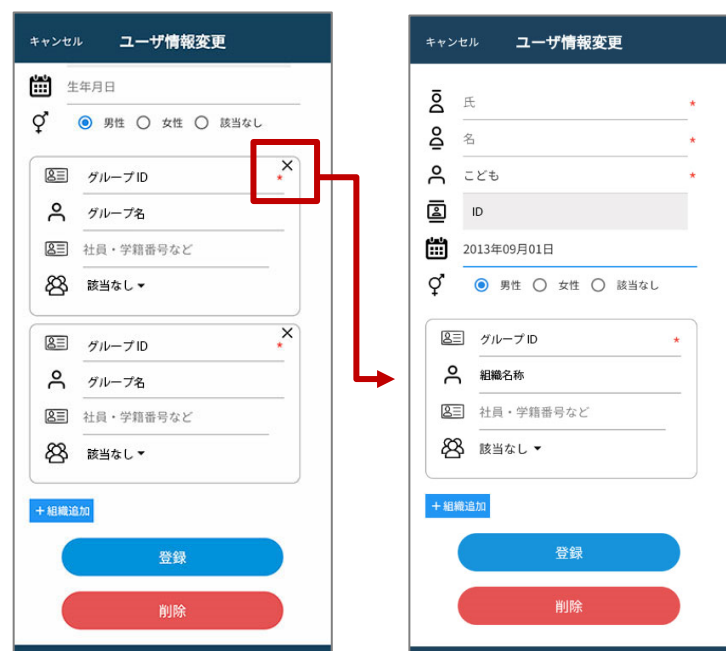 キャンセル ユーザ情報変更
生年月日
男性 女性 該当なし
グループID *
グループ名
社員・学籍番号など
該当なし
グループID *
グループ名
社員・学籍番号など
該当なし
+組織追加
登録
削除
キャンセル ユーザ情報変更
氏 *
名 *
こども *
ID
2013年09月01日
男性 女性 該当なし
グループID *
組織名称
社員・学籍番号など
該当なし
+組織追加
登録
削除